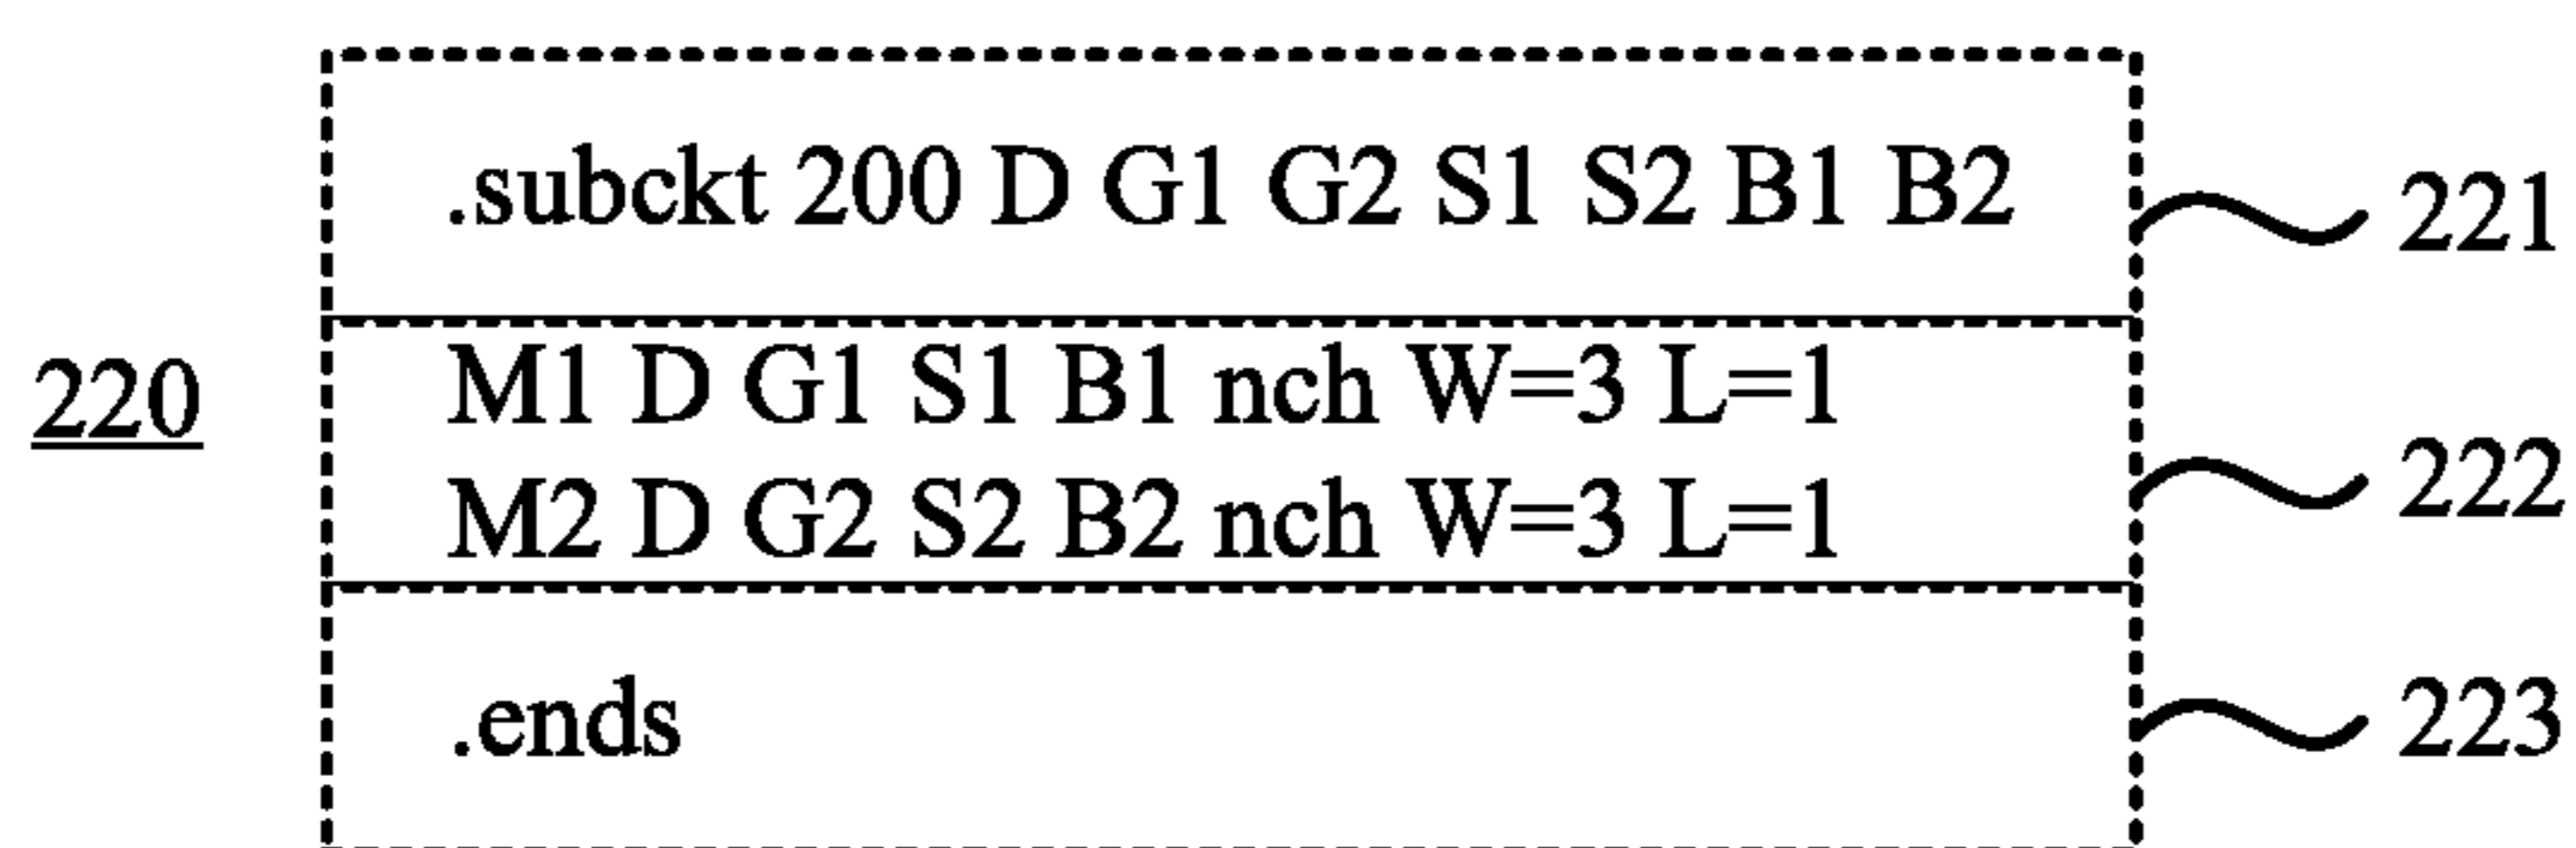 .subckt 200 D G1 G2 S1 S2 B1 B2
221
M1 D G1 S1 B1 nch W=3 L=1
220
M2 D G2 S2 B2 nch W=3 L=1
222
.ends
223